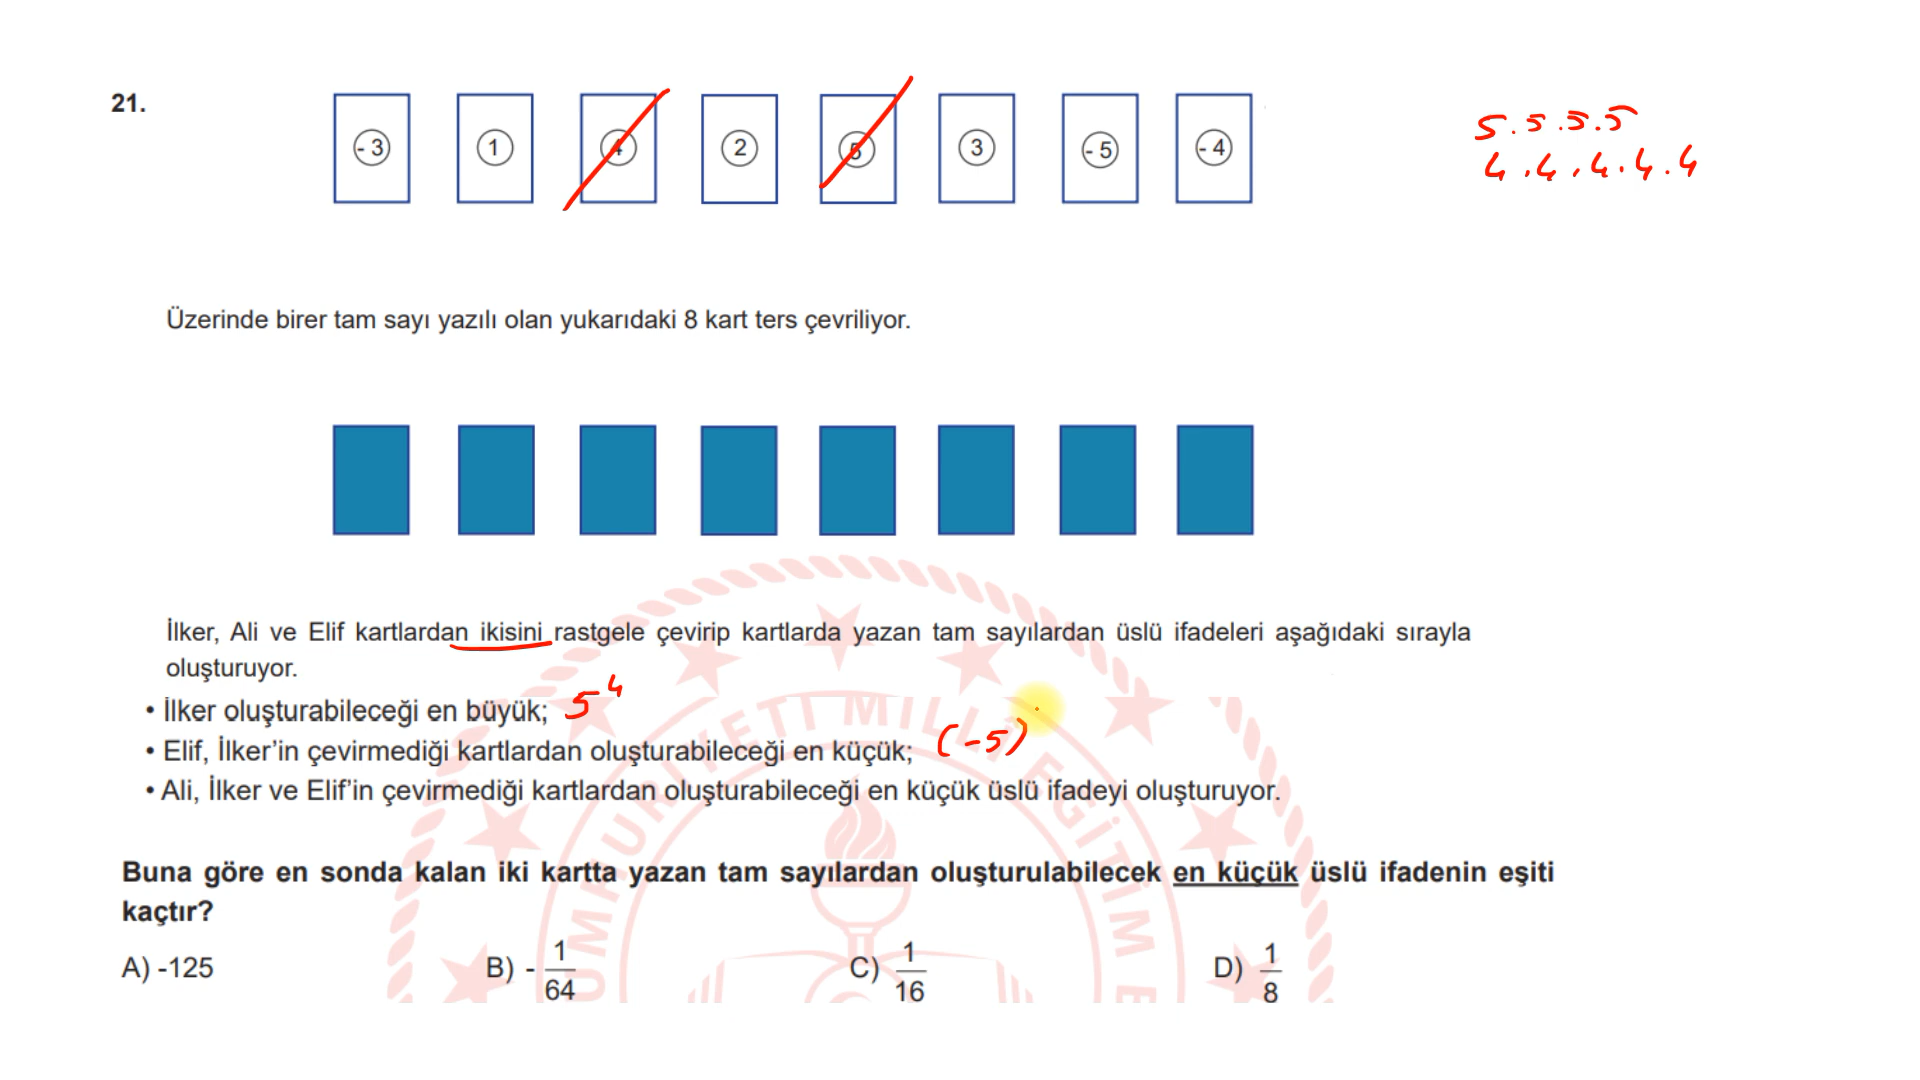 21.
-3 1 4 2 5 3 -5 -4
5.5.5.5
4.4.4.4.4
Üzerinde birer tam sayı yazılı olan yukarıdaki 8 kart ters çevriliyor.
İlker, Ali ve Elif kartlardan ikisini rastgele çevirip kartlarda yazan tam sayılardan üslü ifadeleri aşağıdaki sırayla
oluşturuyor.
• İlker oluşturabileceği en büyük; 5⁴
• Elif, İlker’in çevirmediği kartlardan oluşturabileceği en küçük; (-5)
• Ali, İlker ve Elif’in çevirmediği kartlardan oluşturabileceği en küçük üslü ifadeyi oluşturuyor.
Buna göre en sonda kalan iki kartta yazan tam sayılardan oluşturulabilecek en küçük üslü ifadenin eşiti
kaçtır?
A) -125 B) - 1/64 C) 1/16 D) 1/8